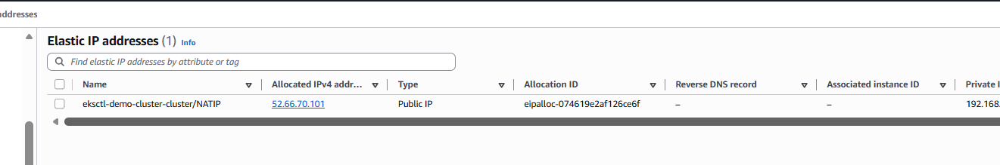 addresses
Elastic IP addresses (1) Info
Find elastic IP addresses by attribute or tag
Name Allocated IPv4 addr... Type Allocation ID Reverse DNS record Associated instance ID Private I
eksctl-demo-cluster-cluster/NATIP 52.66.70.101 Public IP eipalloc-074619e2af126ce6f – – 192.168.